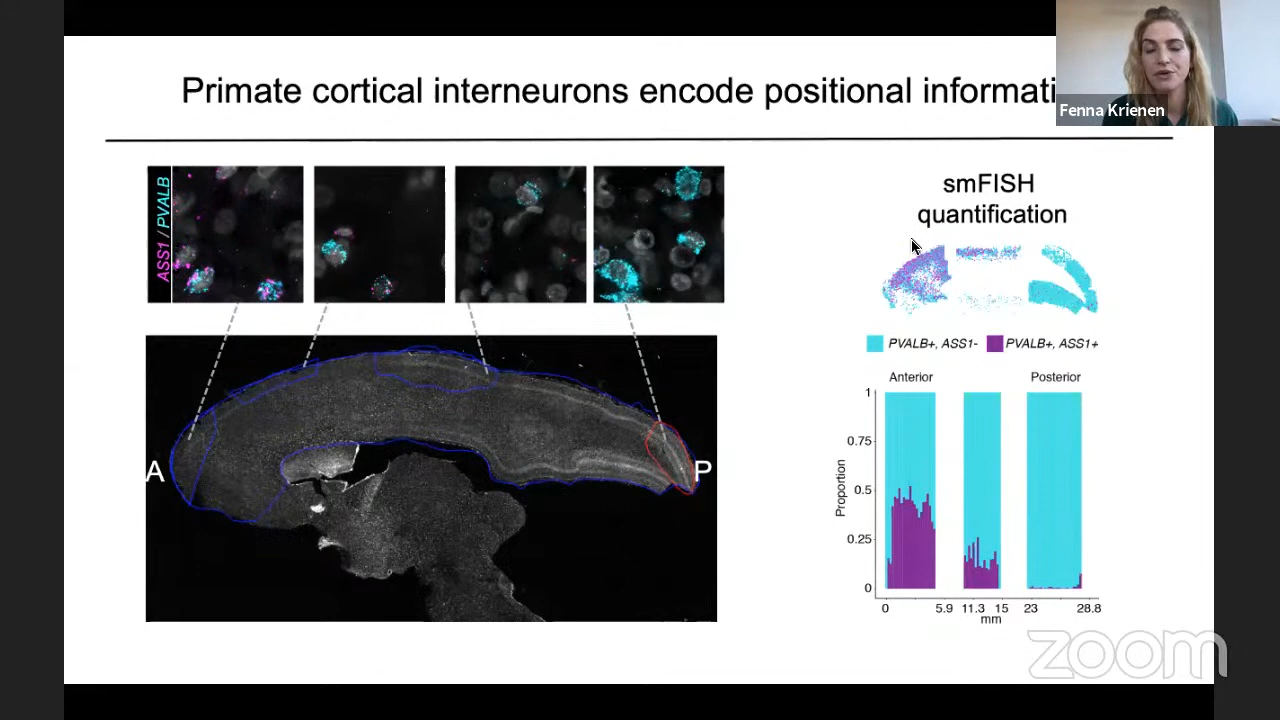 Primate cortical interneurons encode positional informati
Fenna Krienen
ASS1 / PVALB
A
P
smFISH
quantification
PVALB+, ASS1-
PVALB+, ASS1+
Anterior
Posterior
Proportion
1
0.75
0.5
0.25
0
0
5.9
11.3
15
23
28.8
mm
zoom